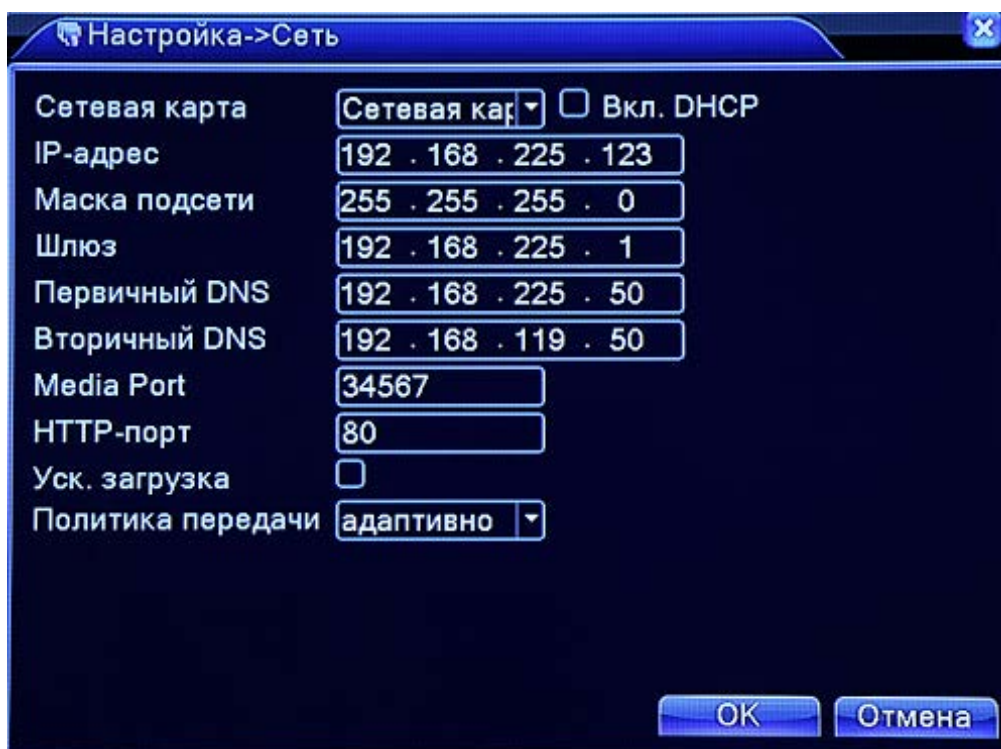 Настройка->Сеть
Сетевая карта Сетевая кар Вкл. DHCP
IP-адрес 192 . 168 . 225 . 123
Маска подсети 255 . 255 . 255 . 0
Шлюз 192 . 168 . 225 . 1
Первичный DNS 192 . 168 . 225 . 50
Вторичный DNS 192 . 168 . 119 . 50
Media Port 34567
HTTP-порт 80
Уск. загрузка
Политика передачи адаптивно
OK Отмена